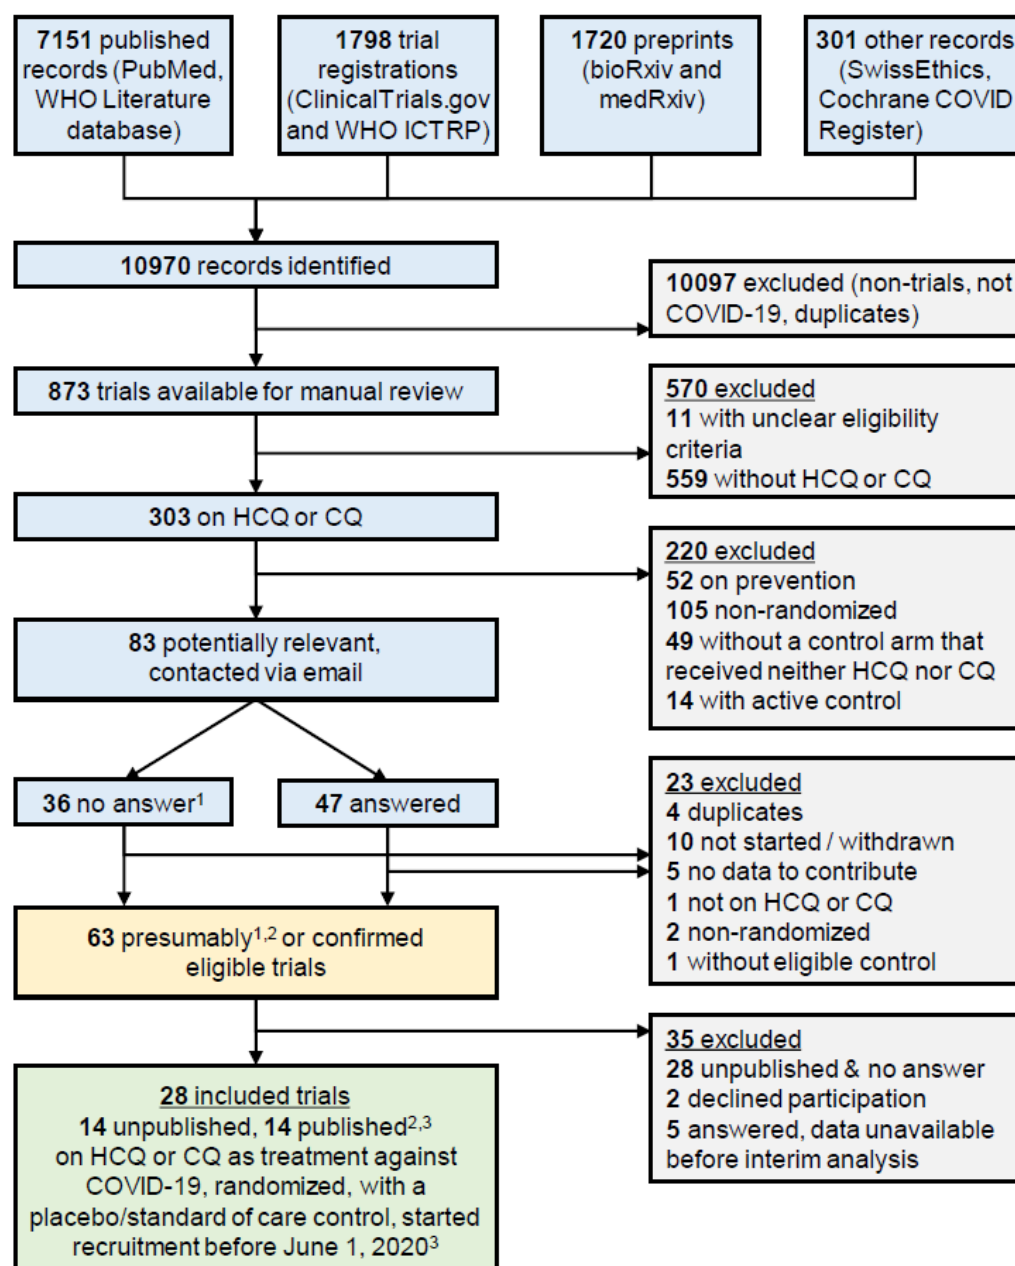 7151 published
records (PubMed,
WHO Literature
database)
1798 trial
registrations
(ClinicalTrials.gov
and WHO ICTRP)
1720 preprints
(bioRxiv and
medRxiv)
301 other records
(SwissEthics,
Cochrane COVID
Register)
10970 records identified
10097 excluded (non-trials, not
COVID-19, duplicates)
873 trials available for manual review
570 excluded
11 with unclear eligibility
criteria
559 without HCQ or CQ
303 on HCQ or CQ
220 excluded
52 on prevention
105 non-randomized
49 without a control arm that
received neither HCQ nor CQ
14 with active control
83 potentially relevant,
contacted via email
36 no answer¹
47 answered
23 excluded
4 duplicates
10 not started / withdrawn
5 no data to contribute
1 not on HCQ or CQ
2 non-randomized
1 without eligible control
63 presumably¹,² or confirmed
eligible trials
35 excluded
28 unpublished & no answer
2 declined participation
5 answered, data unavailable
before interim analysis
28 included trials
14 unpublished, 14 published²,³
on HCQ or CQ as treatment against
COVID-19, randomized, with a
placebo/standard of care control, started
recruitment before June 1, 2020³